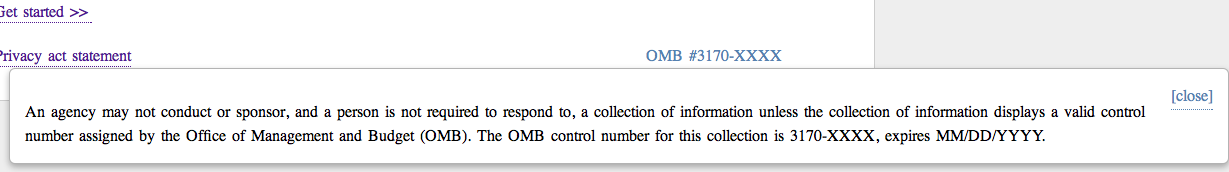 Get started >>
Privacy act statement OMB #3170-XXXX
[close]
An agency may not conduct or sponsor, and a person is not required to respond to, a collection of information unless the collection of information displays a valid control
number assigned by the Office of Management and Budget (OMB). The OMB control number for this collection is 3170-XXXX, expires MM/DD/YYYY.